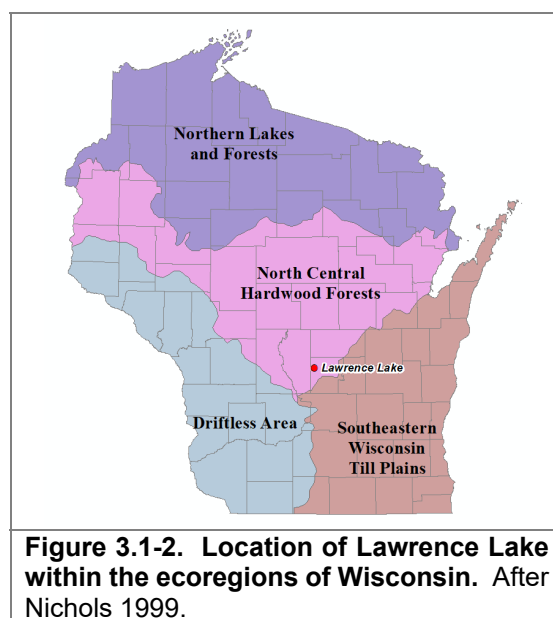 Northern Lakes
and Forests
North Central
Hardwood Forests
Lawrence Lake
Driftless Area
Southeastern
Wisconsin
Till Plains
Figure 3.1-2. Location of Lawrence Lake
within the ecoregions of Wisconsin. After
Nichols 1999.